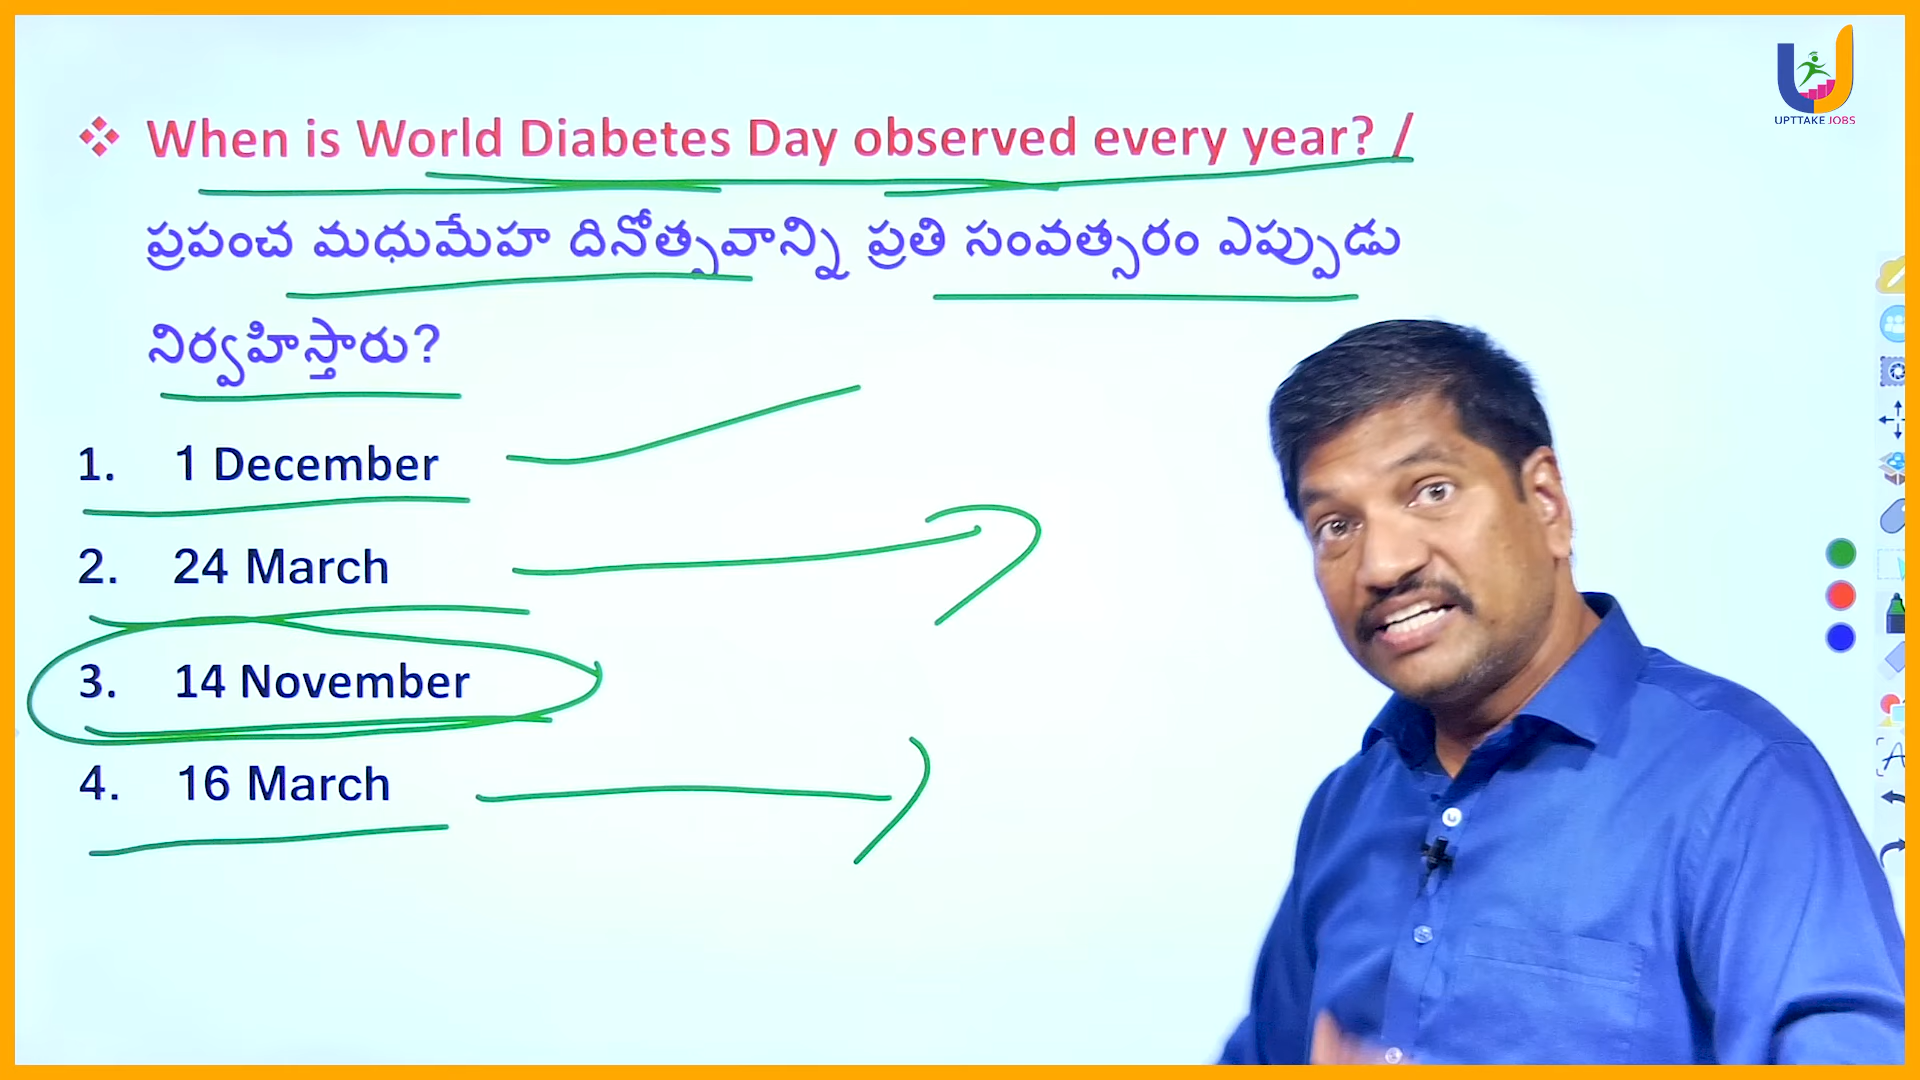 UPTTAKE JOBS
❖ When is World Diabetes Day observed every year? /
ప్రపంచ మధుమేహ దినోత్సవాన్ని ప్రతి సంవత్సరం ఎప్పుడు
నిర్వహిస్తారు?
1. 1 December
2. 24 March
3. 14 November
4. 16 March